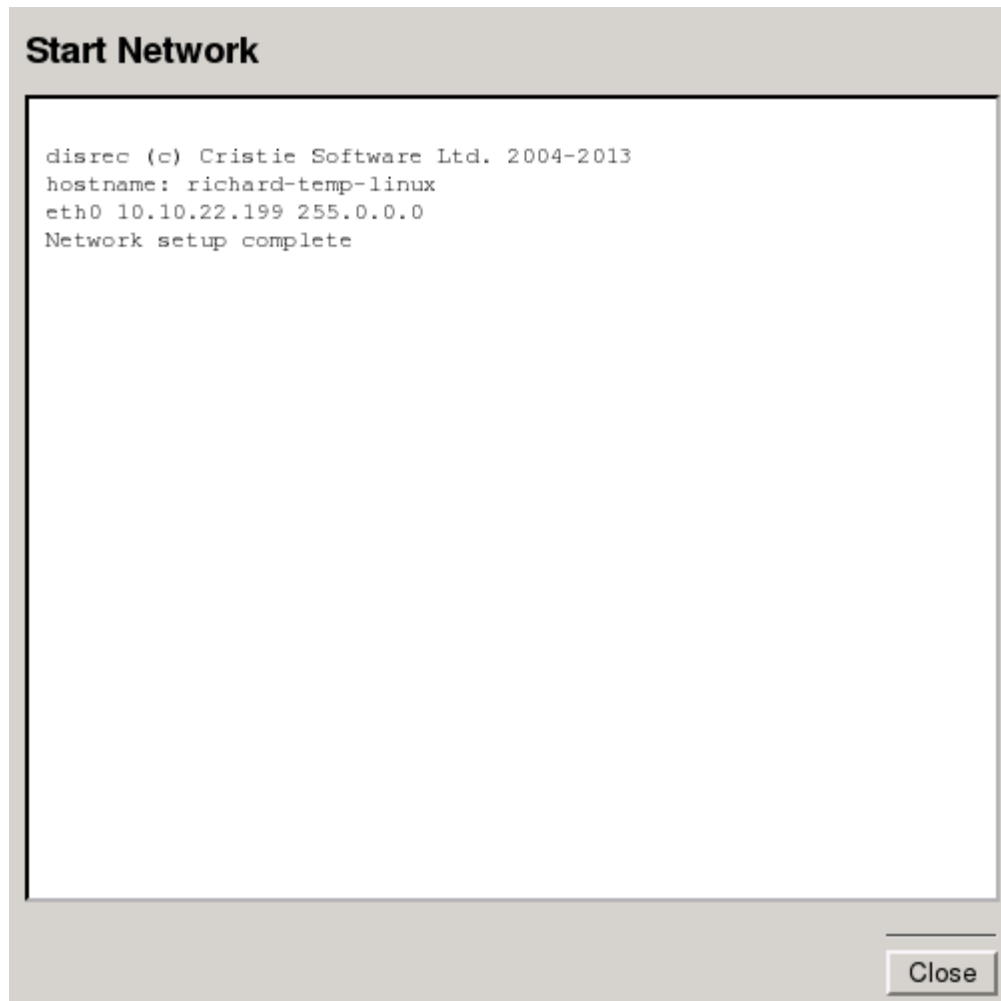 Start Network
disrec (c) Cristie Software Ltd. 2004-2013
hostname: richard-temp-linux
eth0 10.10.22.199 255.0.0.0
Network setup complete
Close